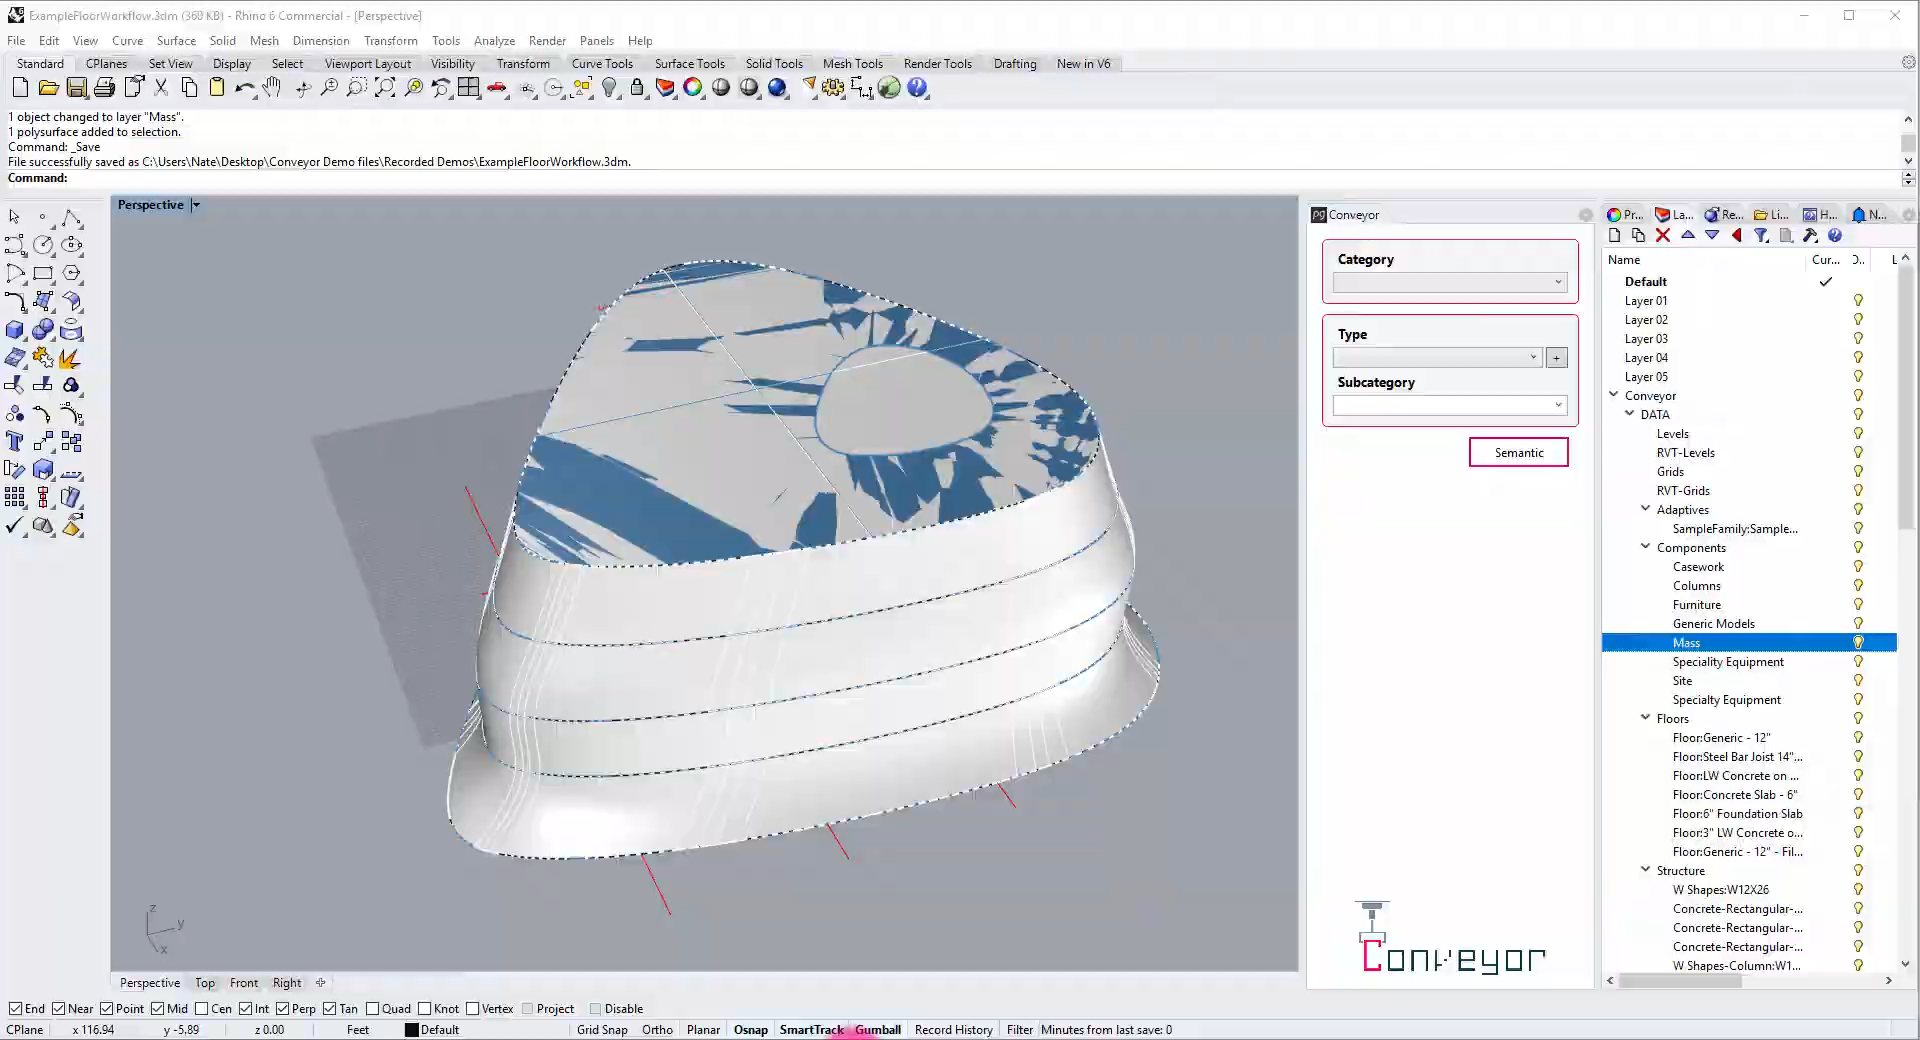 ExampleFloorWorkflow.3dm (360 KB) - Rhino 6 Commercial - [Perspective]
File Edit View Curve Surface Solid Mesh Dimension Transform Tools Analyze Render Panels Help
Standard CPlanes Set View Display Select Viewport Layout Visibility Transform Curve Tools Surface Tools Solid Tools Mesh Tools Render Tools Drafting New in V6
1 object changed to layer "Mass".
1 polysurface added to selection.
Command: _Save
File successfully saved as C:\Users\Nate\Desktop\Conveyor Demo files\Recorded Demos\ExampleFloorWorkflow.3dm.
Command:
Perspective
pg Conveyor
Category
Type
+
Subcategory
Semantic
Conveyor
Pr... La... Re... Li... H... N...
Name Cur... L
Default
Layer 01
Layer 02
Layer 03
Layer 04
Layer 05
Conveyor
DATA
Levels
RVT-Levels
Grids
RVT-Grids
Adaptives
SampleFamily:Sample...
Components
Casework
Columns
Furniture
Generic Models
Mass
Speciality Equipment
Site
Specialty Equipment
Floors
Floor:Generic - 12"
Floor:Steel Bar Joist 14"...
Floor:LW Concrete on ...
Floor:Concrete Slab - 6"
Floor:6" Foundation Slab
Floor:3" LW Concrete o...
Floor:Generic - 12" - Fil...
Structure
W Shapes:W12X26
Concrete-Rectangular-...
Concrete-Rectangular-...
Concrete-Rectangular-...
W Shapes-Column:W1...
z
y
x
Perspective Top Front Right
End Near Point Mid Cen Int Perp Tan Quad Knot Vertex Project Disable
CPlane x 116.94 y -5.89 z 0.00 Feet Default Grid Snap Ortho Planar Osnap SmartTrack Gumball Record History Filter Minutes from last save: 0